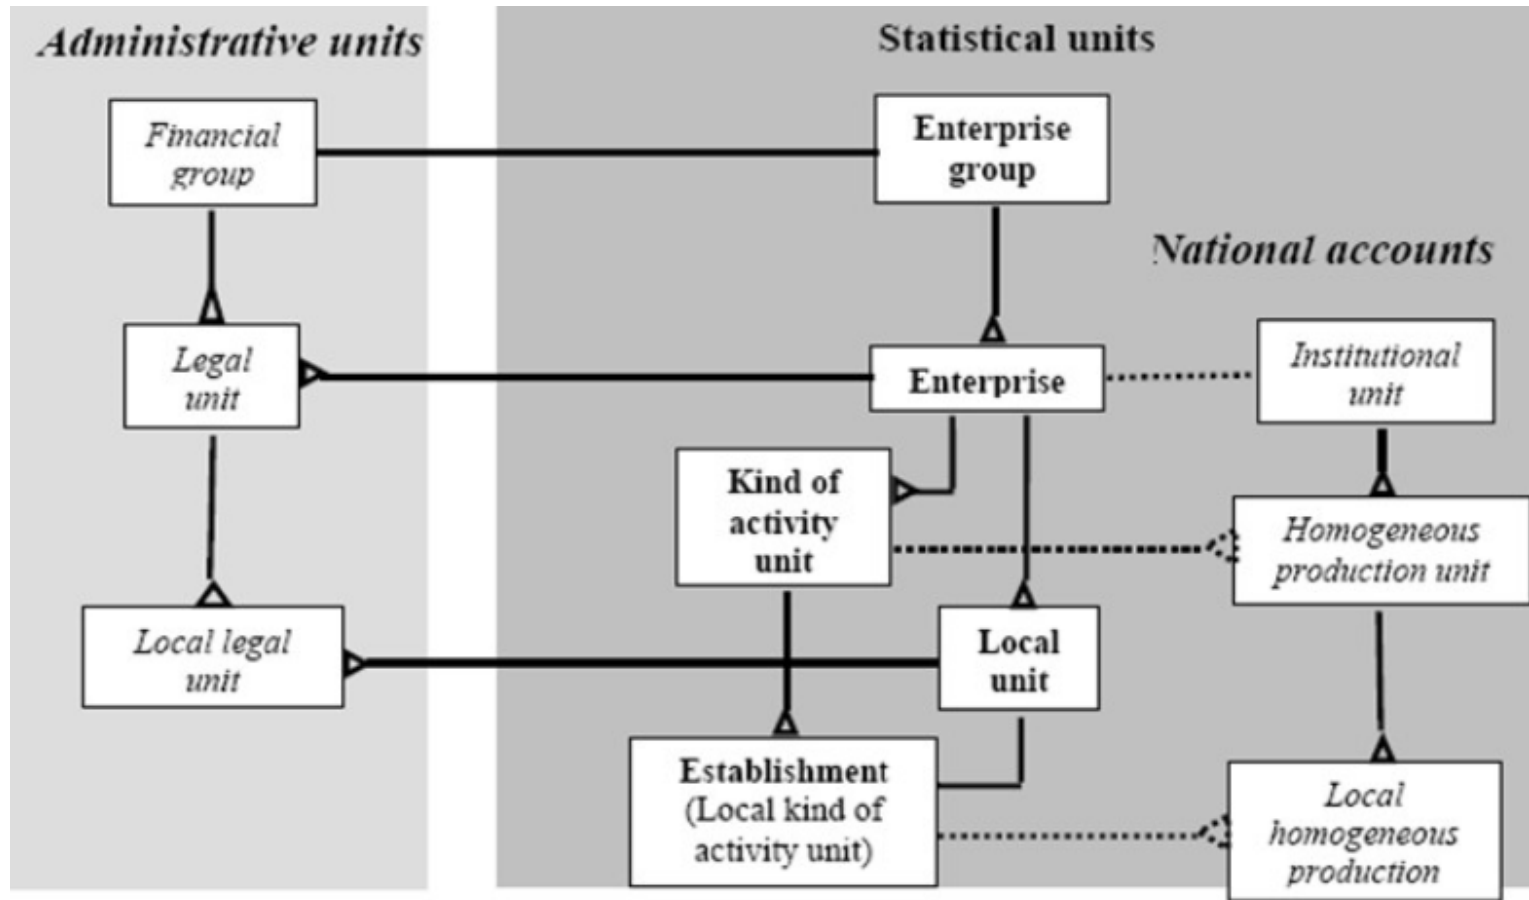 Administrative units
Statistical units
Financial
group
Enterprise
group
National accounts
Legal
unit
Enterprise
Institutional
unit
Kind of
activity
unit
Homogeneous
production unit
Local legal
unit
Local
unit
Establishment
(Local kind of
activity unit)
Local
homogeneous
production